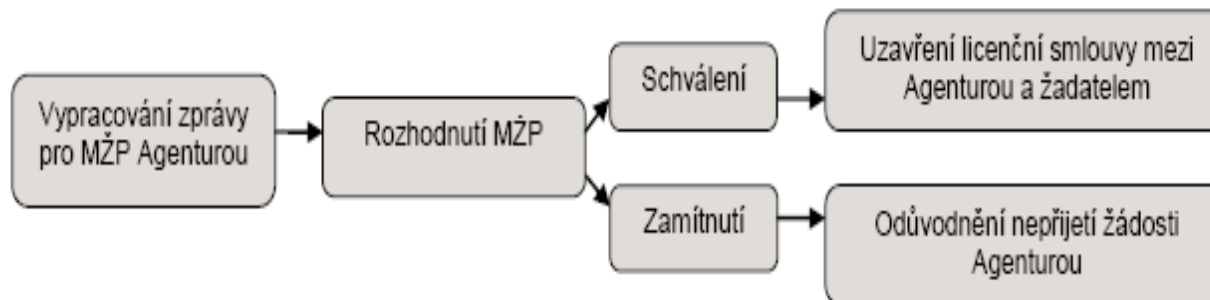 Vypracování zprávy
pro MŽP Agenturou
Rozhodnutí MŽP
Schválení
Uzavření licenční smlouvy mezi
Agenturou a žadatelem
Zamítnutí
Odůvodnění nepřijetí žádosti
Agenturou